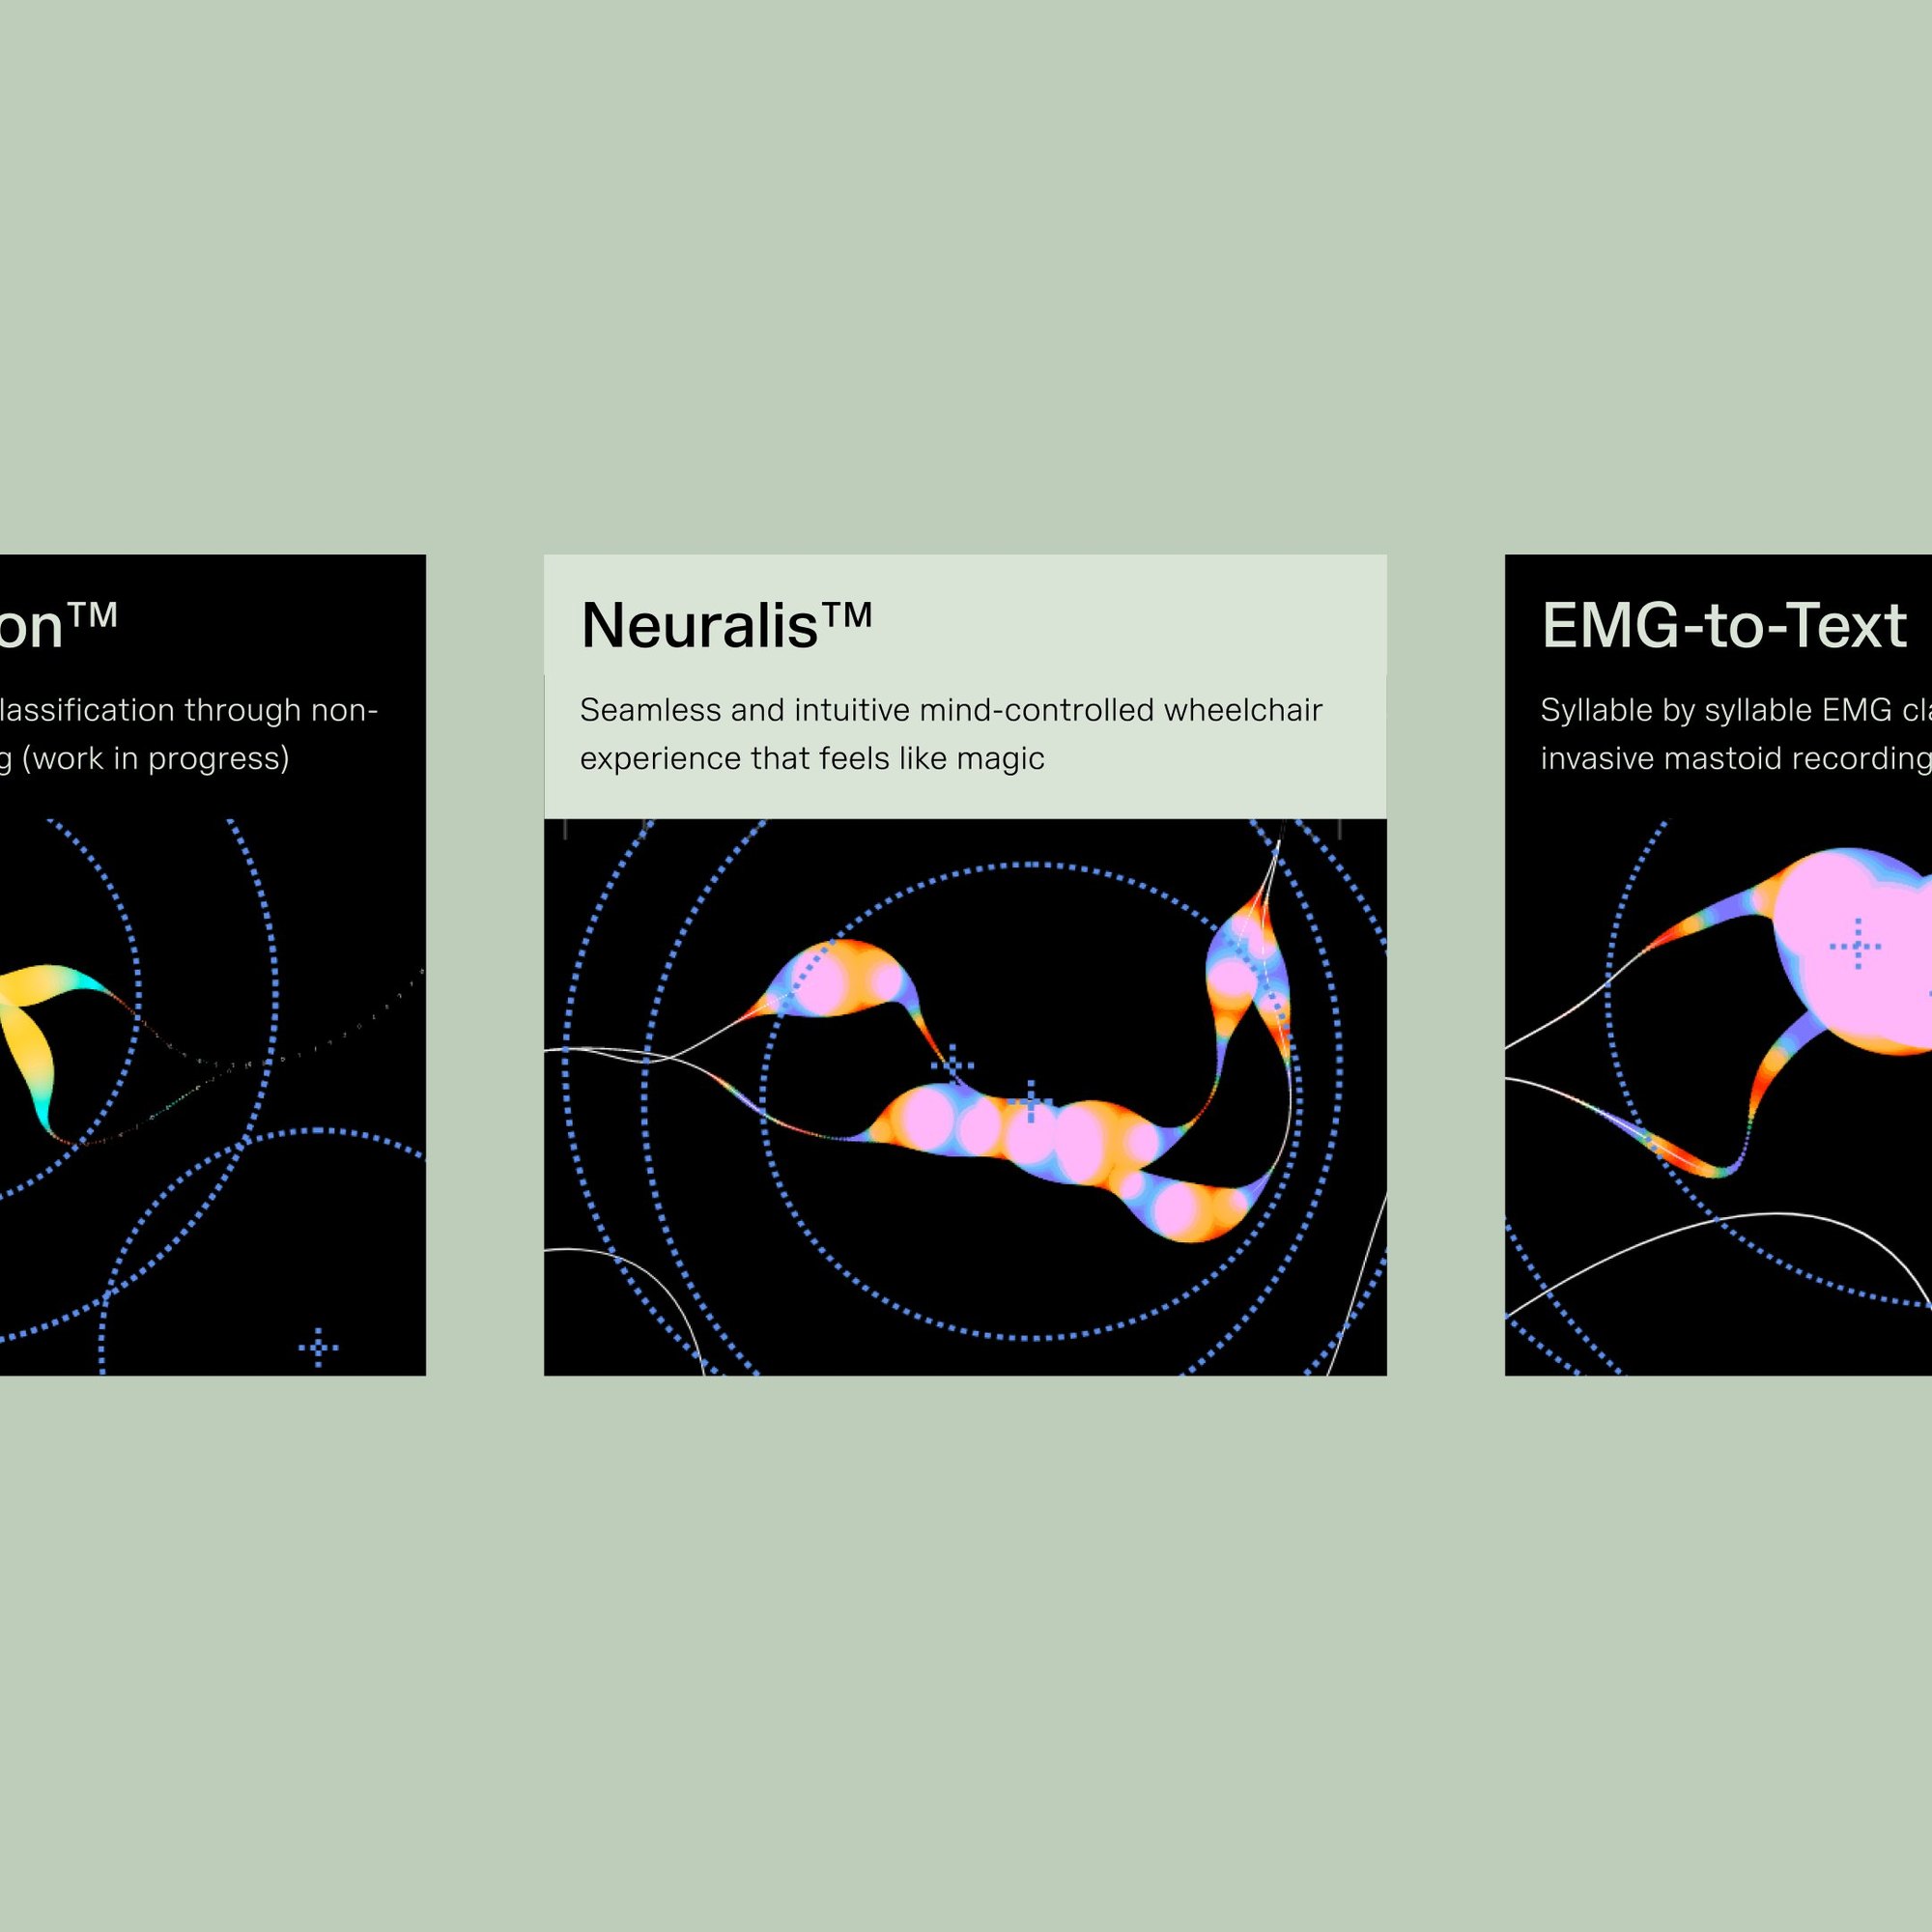 on™
lassification through non-
g (work in progress)
Neuralis™
Seamless and intuitive mind-controlled wheelchair
experience that feels like magic
EMG-to-Text
Syllable by syllable EMG cla
invasive mastoid recording